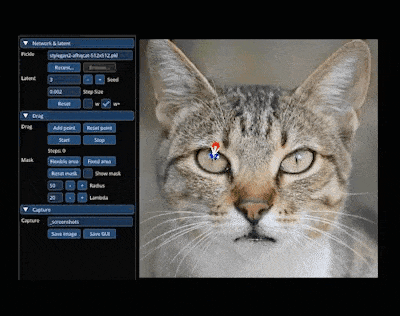 Network & latent
Pickle stylegan2-afhqcat-512x512.pkl
Recent... Browse...
Latent 3 - + Seed
0.002 Step Size
Reset w w+
Drag
Drag Add point Reset point
Start Stop
Steps: 0
Mask Flexible area Fixed area
Reset mask Show mask
50 - + Radius
20 - + Lambda
Capture
Capture _screenshots
Save image Save GUI